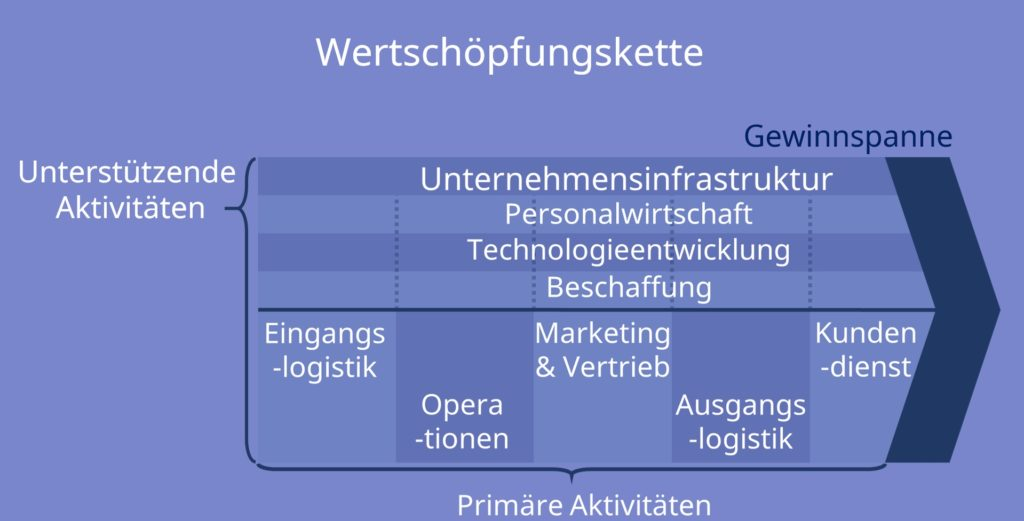 Wertschöpfungskette
Gewinnspanne
Unterstützende
Aktivitäten
Unternehmensinfrastruktur
Personalwirtschaft
Technologieentwicklung
Beschaffung
Eingangs
-logistik
Opera
-tionen
Marketing
& Vertrieb
Ausgangs
-logistik
Kunden
-dienst
Primäre Aktivitäten